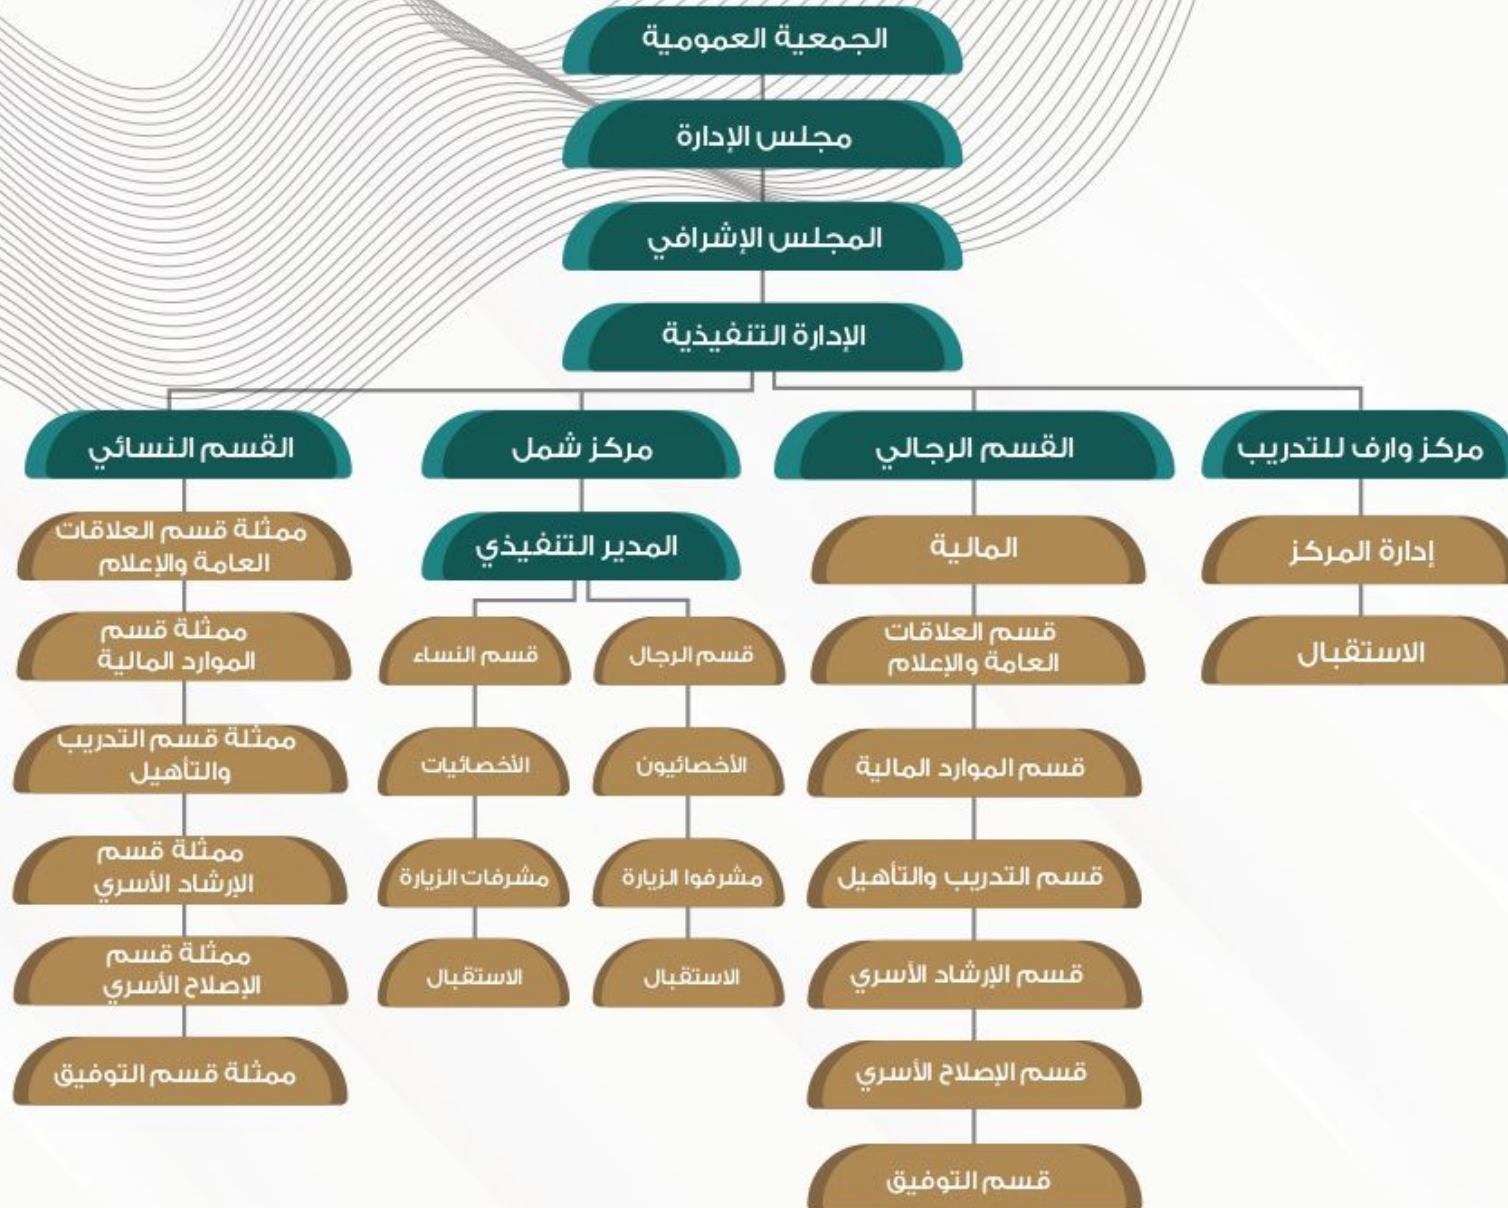 الجمعية العمومية
مجلس الإدارة
المجلس الإشرافي
الإدارة التنفيذية
مركز وارف للتدريب
إدارة المركز
الاستقبال
القسم الرجالي
المالية
قسم العلاقات
العامة والإعلام
قسم الموارد المالية
قسم التدريب والتأهيل
قسم الإرشاد الأسري
قسم الإصلاح الأسري
قسم التوفيق
مركز شمل
المدير التنفيذي
قسم الرجال
الأخصائيون
مشرفوا الزيارة
الاستقبال
قسم النساء
الأخصائيات
مشرفات الزيارة
الاستقبال
القسم النسائي
ممثلة قسم العلاقات
العامة والإعلام
ممثلة قسم
الموارد المالية
ممثلة قسم التدريب
والتأهيل
ممثلة قسم
الإرشاد الأسري
ممثلة قسم
الإصلاح الأسري
ممثلة قسم التوفيق